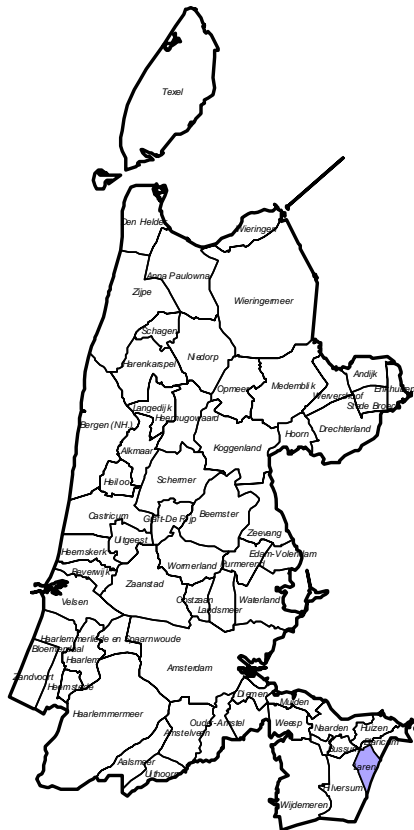 Texel
Den Helder
Wieringen
Anna Paulowna
Zijpe
Wieringermeer
Schagen
Niedorp
Harenkarspel
Andijk
Medemblik
Enkhuizen
Opmeer
Wervershoof
Stede Broec
Langedijk
Heerhugowaard
Bergen (NH.)
Drechterland
Hoorn
Koggenland
Alkmaar
Heiloo
Schermer
Castricum
Graft-De Rijp
Beemster
Zeevang
Uitgeest
Heemskerk
Edam-Volendam
Wormerland
Purmerend
Beverwijk
Zaanstad
Velsen
Oostzaan
Waterland
Landsmeer
Haarlemmerliede en Spaarnwoude
Bloemendaal
Haarlem
Amsterdam
Zandvoort
Heemstede
Diemen
Muiden
Haarlemmermeer
Ouder-Amstel
Weesp
Naarden
Huizen
Amstelveen
Blaricum
Bussum
Aalsmeer
Laren
Uithoorn
Hilversum
Wijdemeren